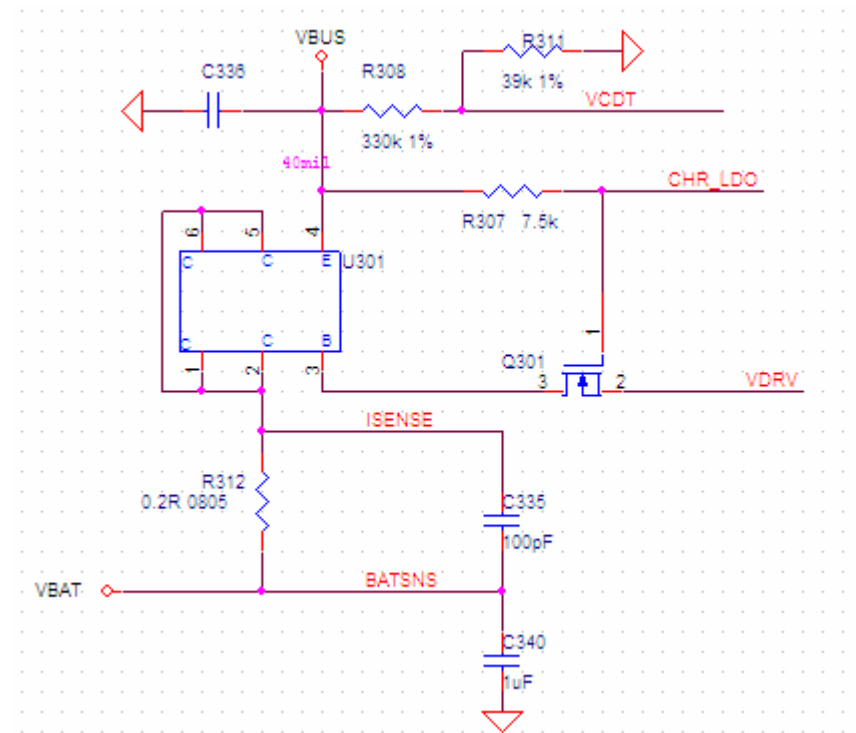 VBUS
R311
C336
R308
39k 1%
VCDT
330k 1%
40mil
CHR_LDO
R307 7.5k
6
5
4
C
C
E
U301
C
C
B
1
2
3
1
Q301
3
2
VDRV
ISENSE
R312
0.2R 0805
C335
100pF
VBAT
BATSNS
C340
1uF